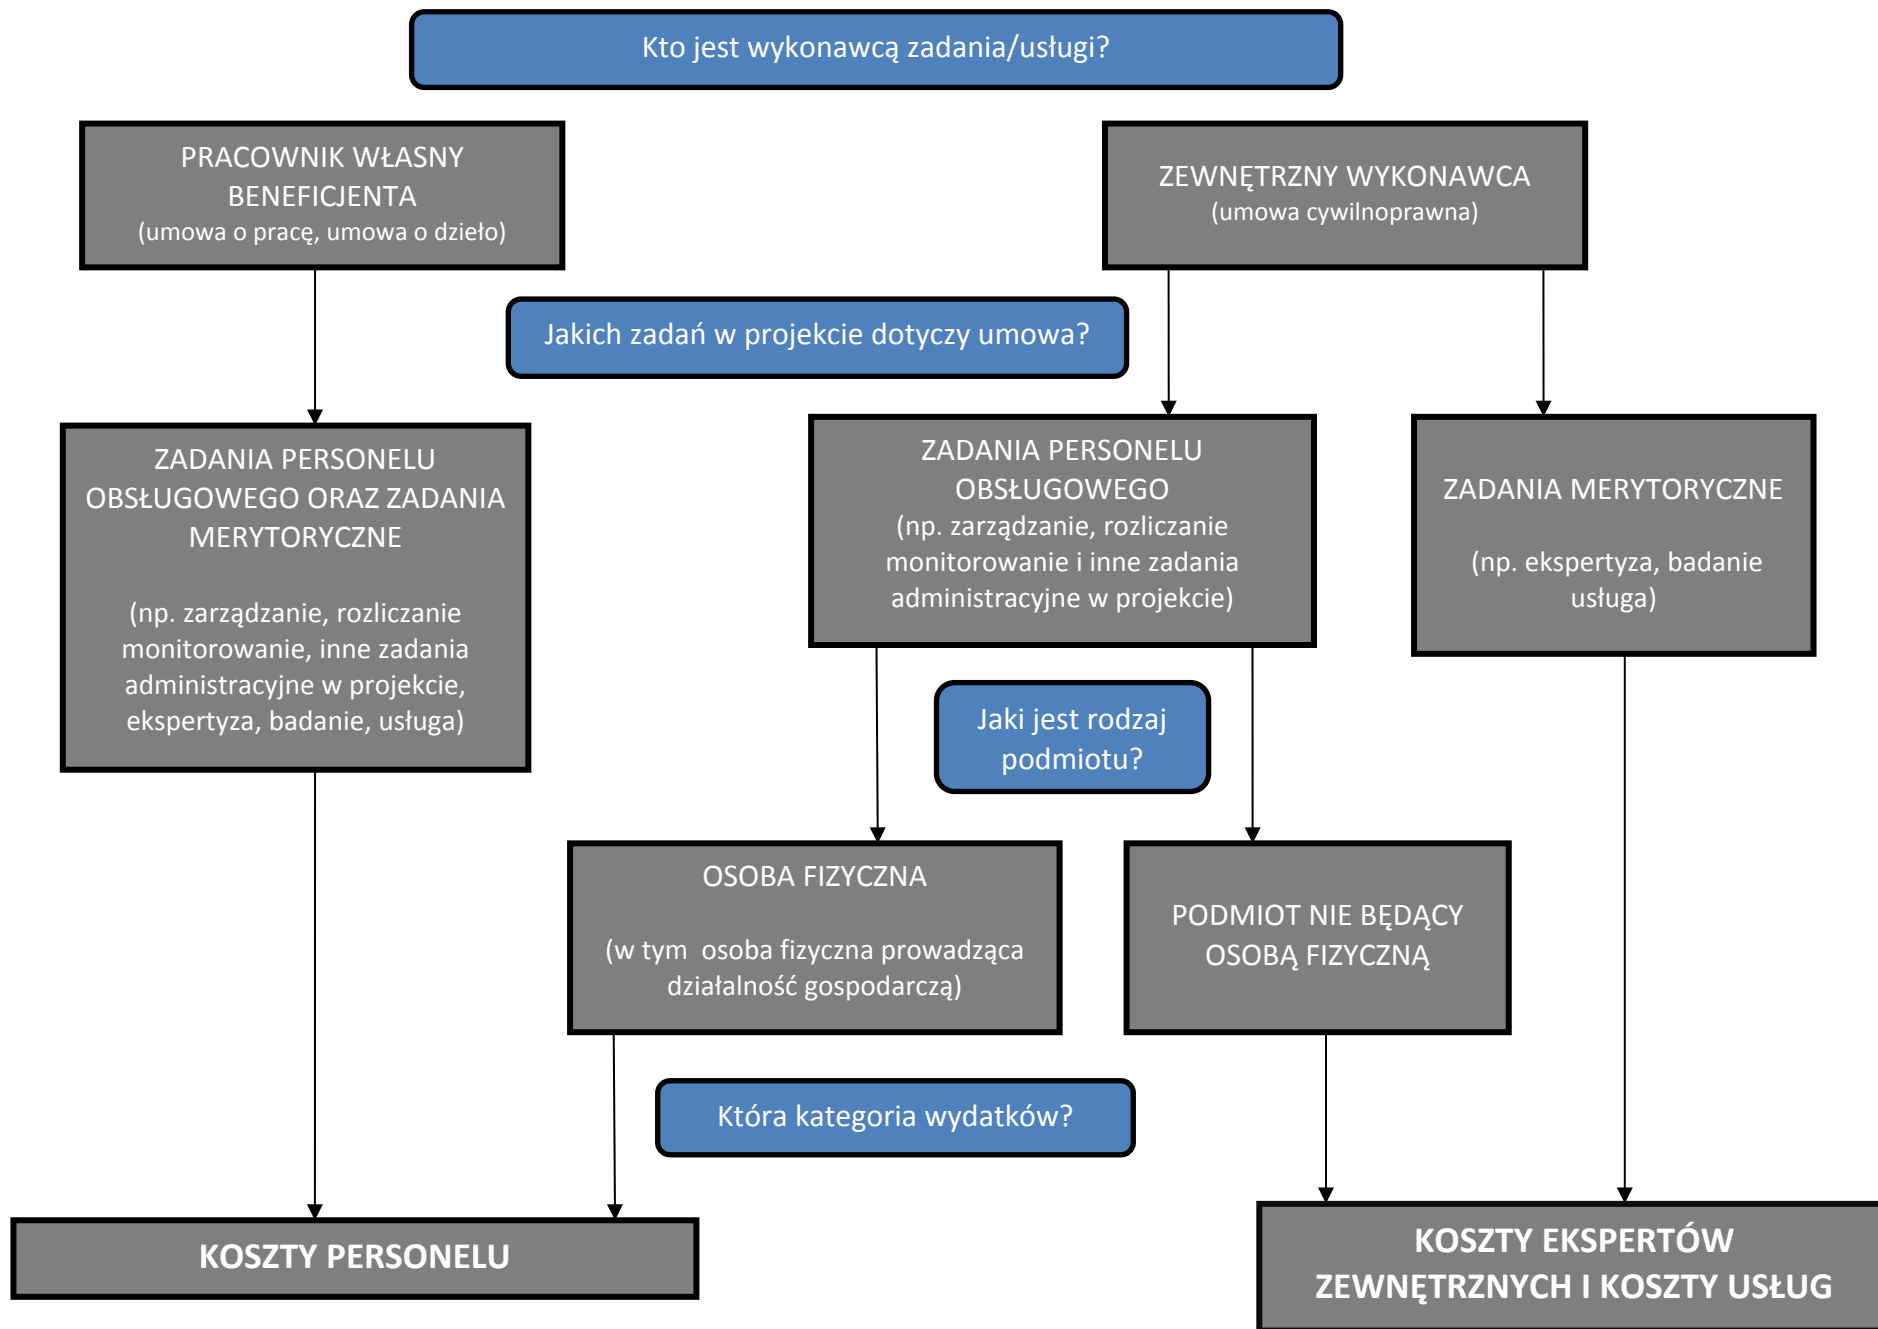 Kto jest wykonawcą zadania/usługi?
PRACOWNIK WŁASNY
BENEFICJENTA
(umowa o pracę, umowa o dzieło)
ZEWNĘTRZNY WYKONAWCA
(umowa cywilnoprawna)
Jakich zadań w projekcie dotyczy umowa?
ZADANIA PERSONELU
OBSŁUGOWEGO ORAZ ZADANIA
MERYTORYCZNE
(np. zarządzanie, rozliczanie
monitorowanie, inne zadania
administracyjne w projekcie,
ekspertyza, badanie, usługa)
ZADANIA PERSONELU
OBSŁUGOWEGO
(np. zarządzanie, rozliczanie
monitorowanie i inne zadania
administracyjne w projekcie)
ZADANIA MERYTORYCZNE
(np. ekspertyza, badanie
usługa)
Jaki jest rodzaj
podmiotu?
OSOBA FIZYCZNA
(w tym  osoba fizyczna prowadząca
działalność gospodarczą)
PODMIOT NIE BĘDĄCY
OSOBĄ FIZYCZNĄ
Która kategoria wydatków?
KOSZTY PERSONELU
KOSZTY EKSPERTÓW
ZEWNĘTRZNYCH I KOSZTY USŁUG